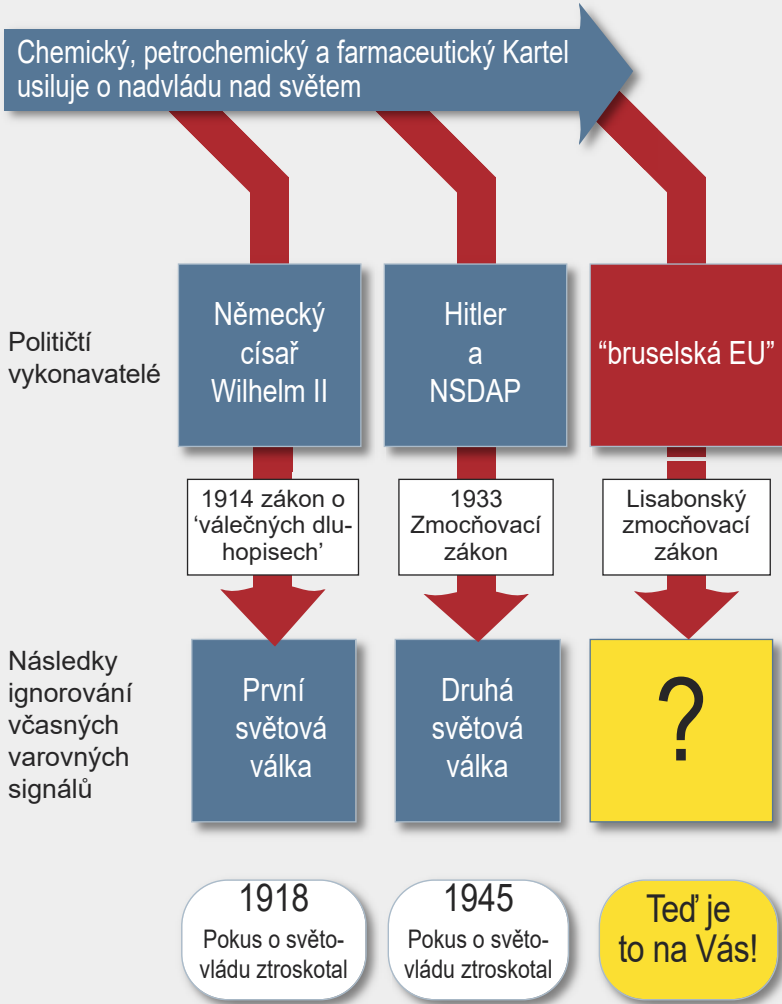 Chemický, petrochemický a farmaceutický Kartel
usiluje o nadvládu nad světem
Političtí
vykonavatelé
Německý
císař
Wilhelm II
Hitler
a
NSDAP
“bruselská EU”
1914 zákon o
‘válečných dlu-
hopisech’
1933
Zmocňovací
zákon
Lisabonský
zmocňovací
zákon
Následky
ignorování
včasných
varovných
signálů
První
světová
válka
Druhá
světová
válka
?
1918
Pokus o světo-
vládu ztroskotal
1945
Pokus o světo-
vládu ztroskotal
Teď je
to na Vás!